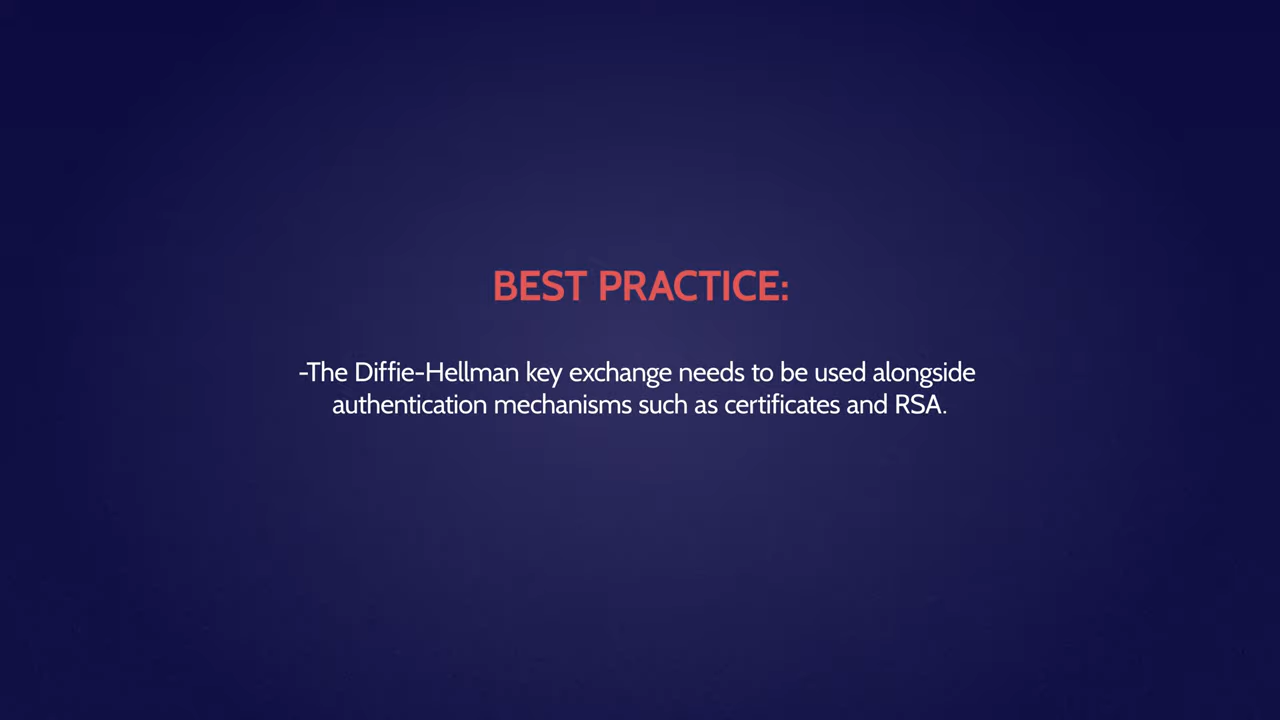 BEST PRACTICE:
-The Diffie-Hellman key exchange needs to be used alongside
authentication mechanisms such as certificates and RSA.